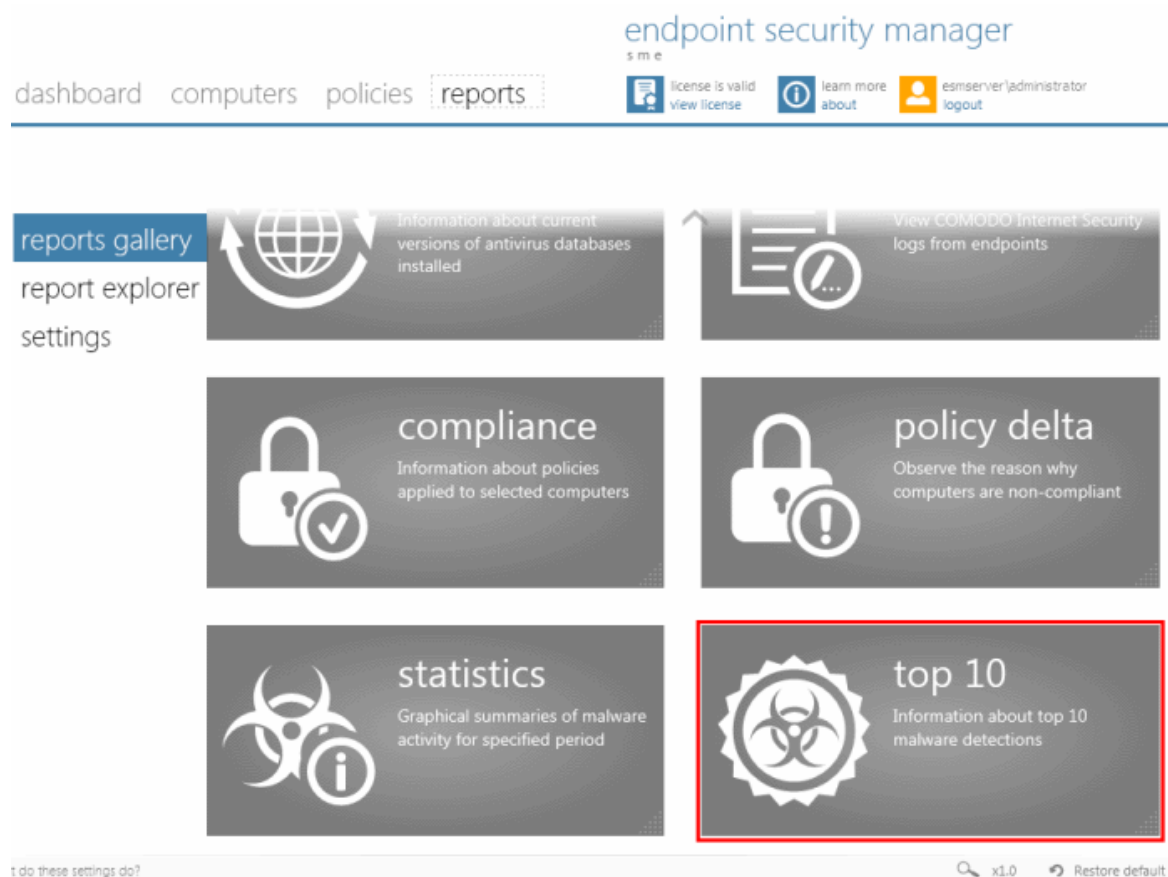 endpoint security manager
sme
dashboard computers policies reports
license is valid
view license
learn more
about
esmserver\administrator
logout
reports gallery
report explorer
settings
Information about current
versions of antivirus databases
installed
View COMODO Internet Security
logs from endpoints
compliance
Information about policies
applied to selected computers
policy delta
Observe the reason why
computers are non-compliant
statistics
Graphical summaries of malware
activity for specified period
top 10
Information about top 10
malware detections
t do these settings do?
x1.0 Restore default